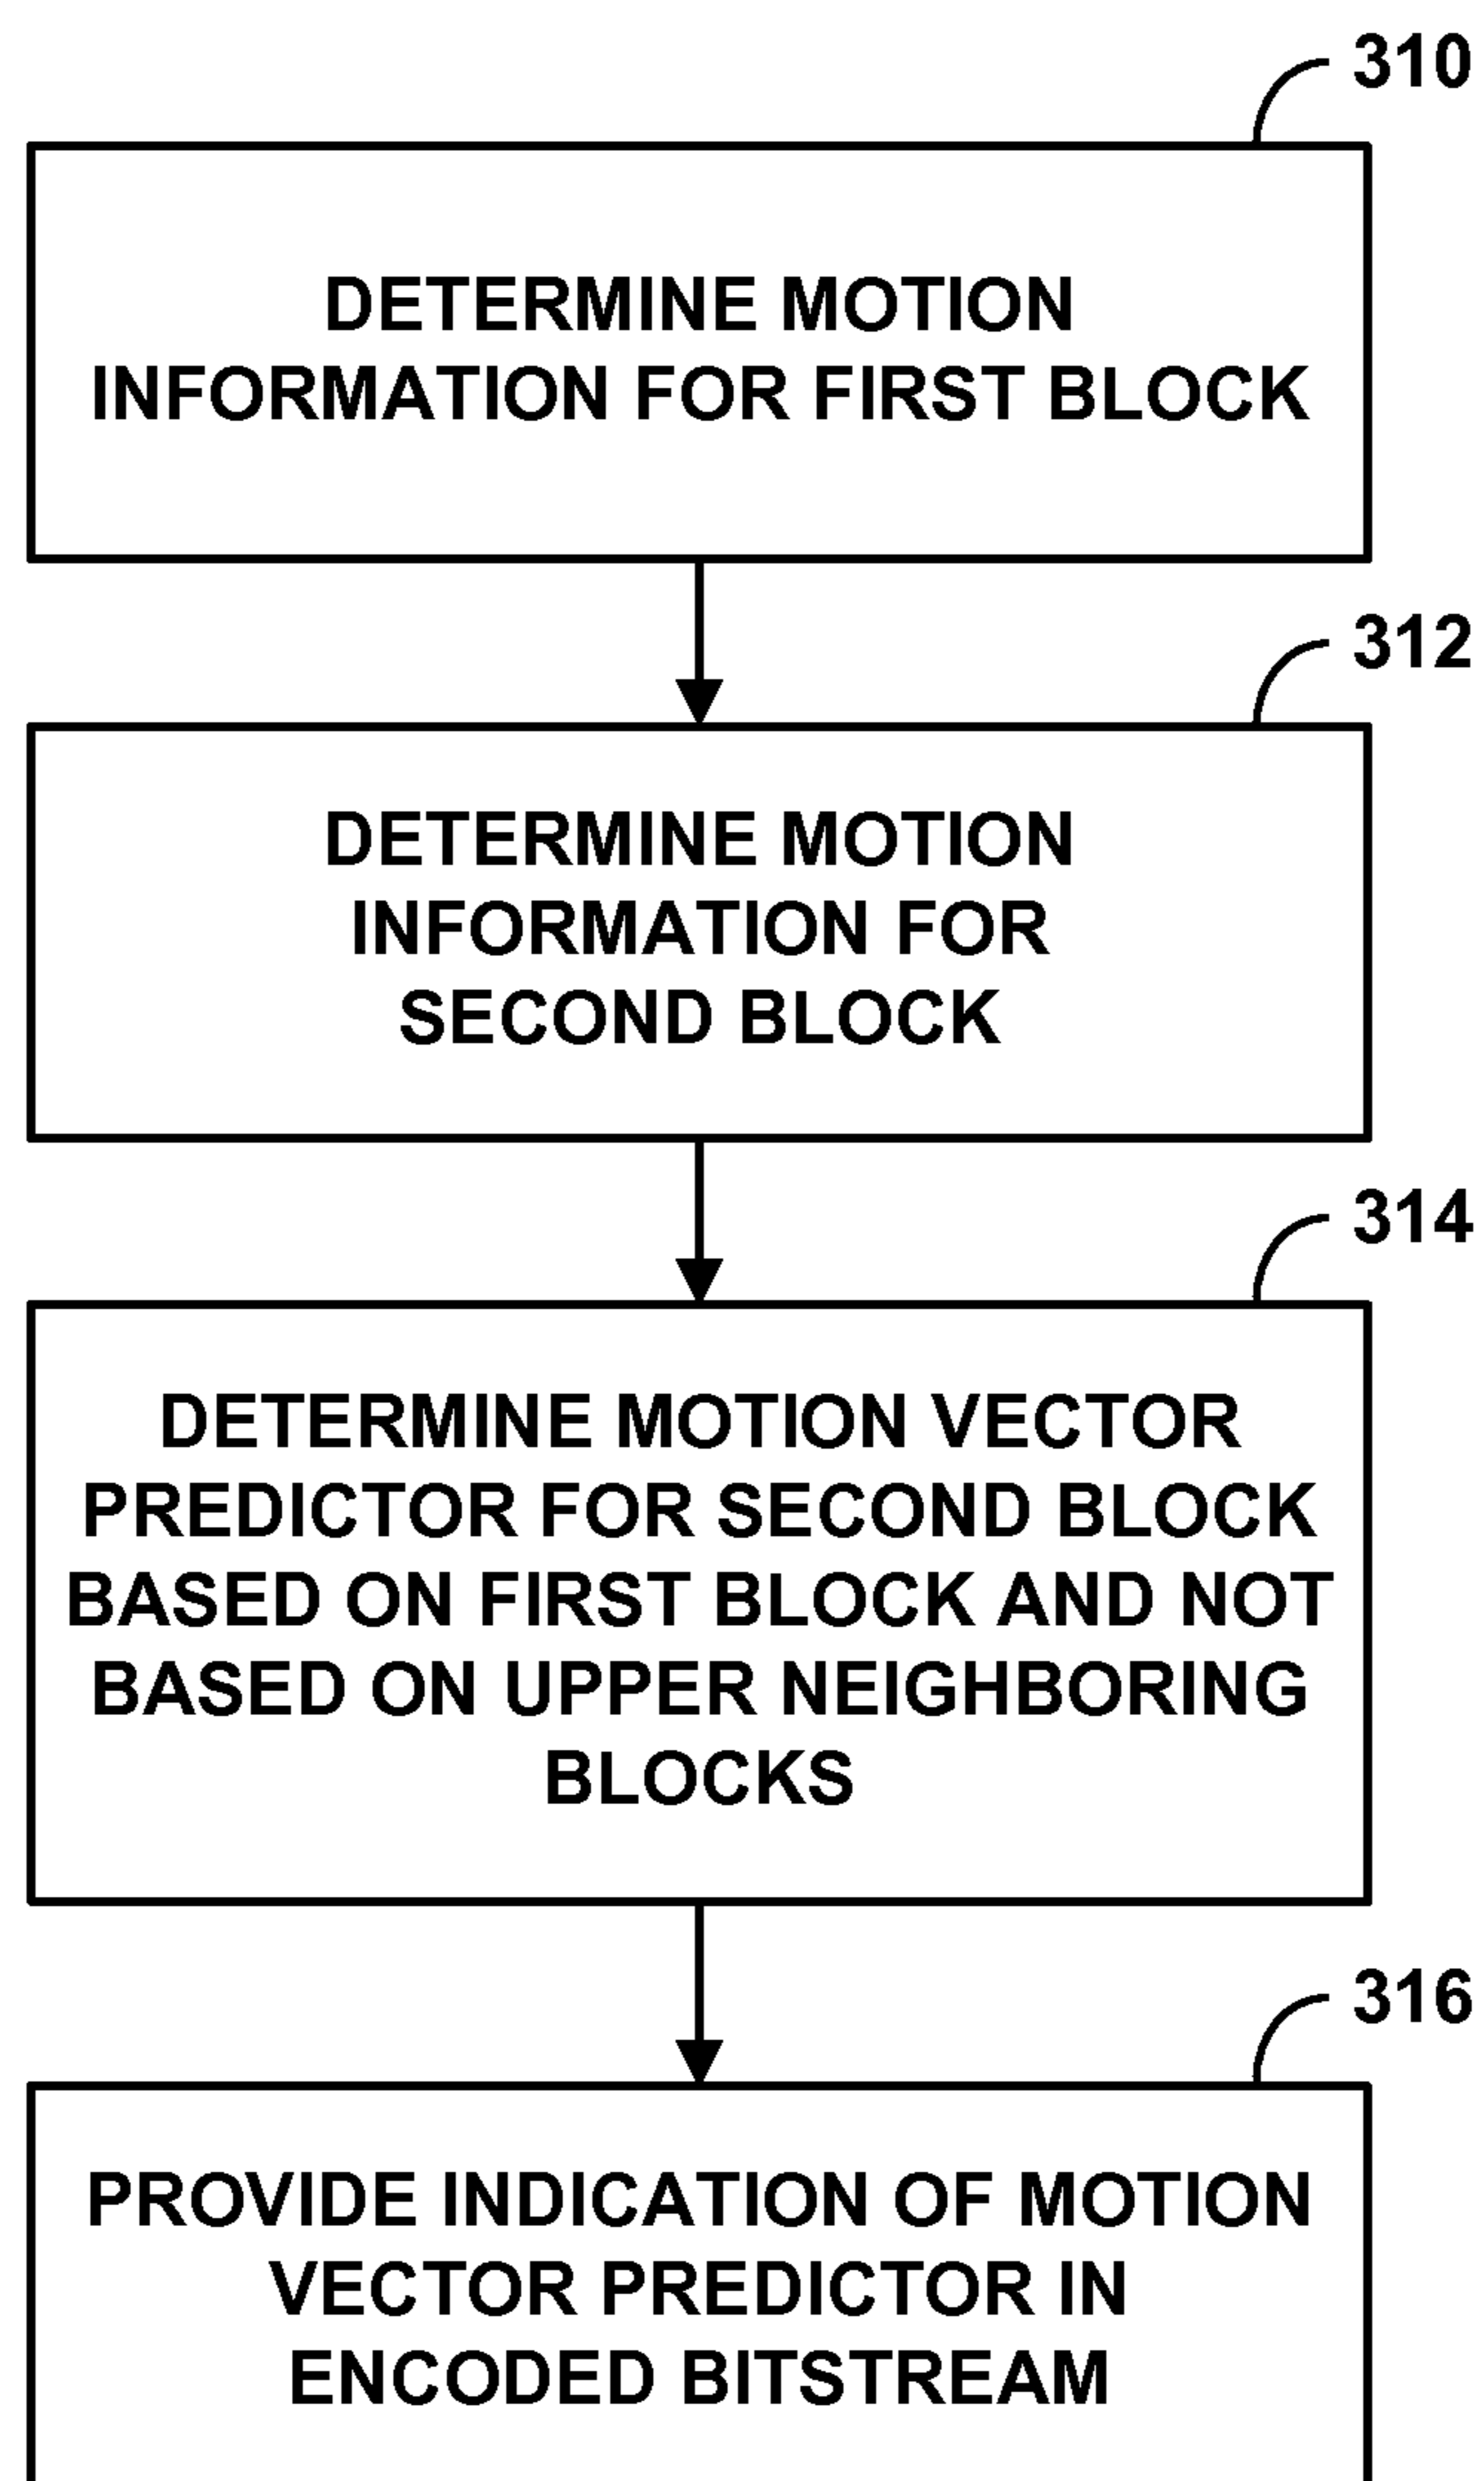 310
DETERMINE MOTION
INFORMATION FOR FIRST BLOCK
312
DETERMINE MOTION
INFORMATION FOR
SECOND BLOCK
314
DETERMINE MOTION VECTOR
PREDICTOR FOR SECOND BLOCK
BASED ON FIRST BLOCK AND NOT
BASED ON UPPER NEIGHBORING
BLOCKS
316
PROVIDE INDICATION OF MOTION
VECTOR PREDICTOR IN
ENCODED BITSTREAM